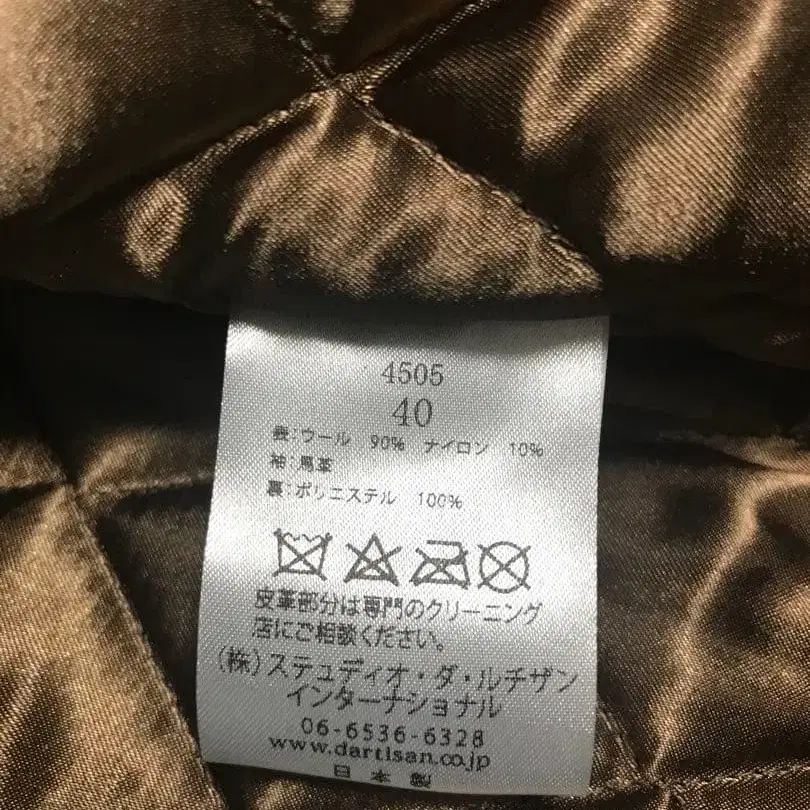 4505
40
表:ウール 90% ナイロン 10%
袖:馬革
裏:ポリエステル 100%
皮革部分は専門のクリーニング
店にご相談ください。
(株)ステュディオ・ダ・ルチザン
インターナショナル
06-6536-6328
www.dartisan.co.jp
日本製